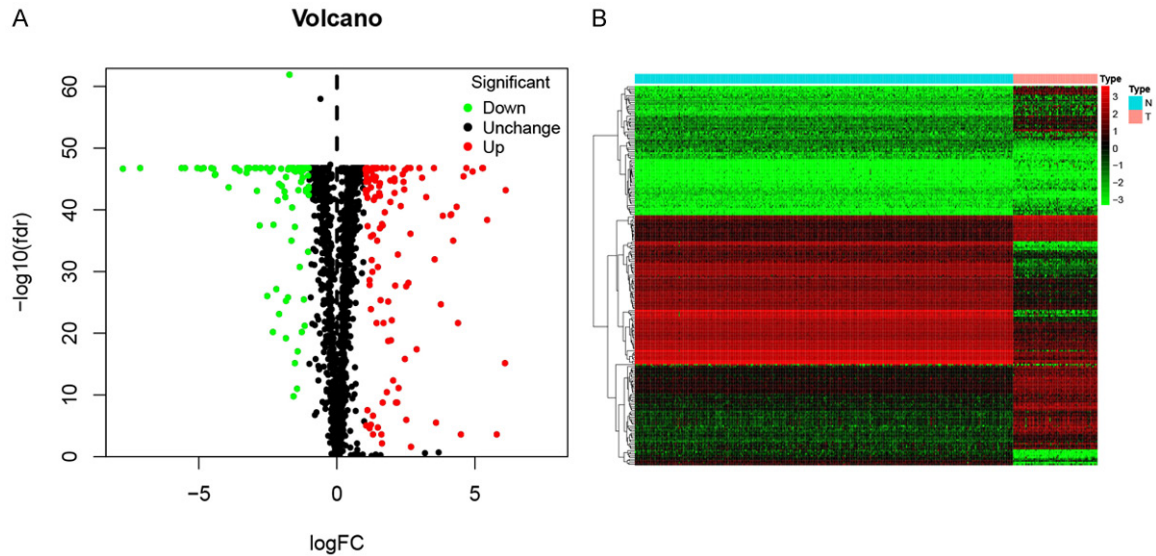 A
Volcano
B
−log10(fdr)
60
50
40
30
20
10
0
−5
0
5
logFC
Significant
Down
Unchange
Up
Type
3
2
1
0
−1
−2
−3
Type
N
T